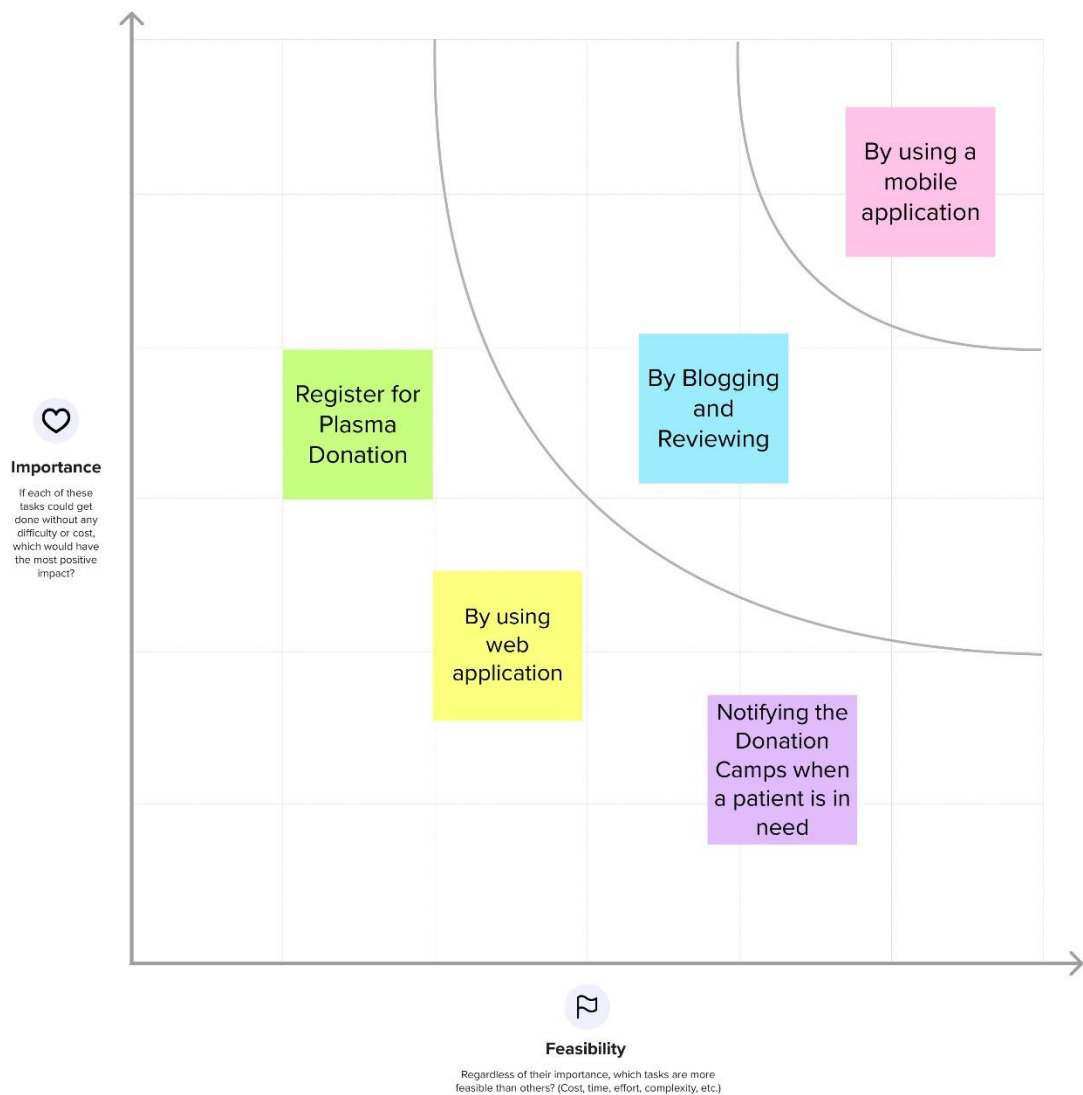 By using a
mobile
application
By Blogging
and
Reviewing
Register for
Plasma
Donation
Importance
If each of these
tasks could get
done without any
difficulty or cost,
which would have
the most positive
impact?
By using
web
application
Notifying the
Donation
Camps when
a patient is in
need
Feasibility
Regardless of their importance, which tasks are more
feasible than others? (Cost, time, effort, complexity, etc.)